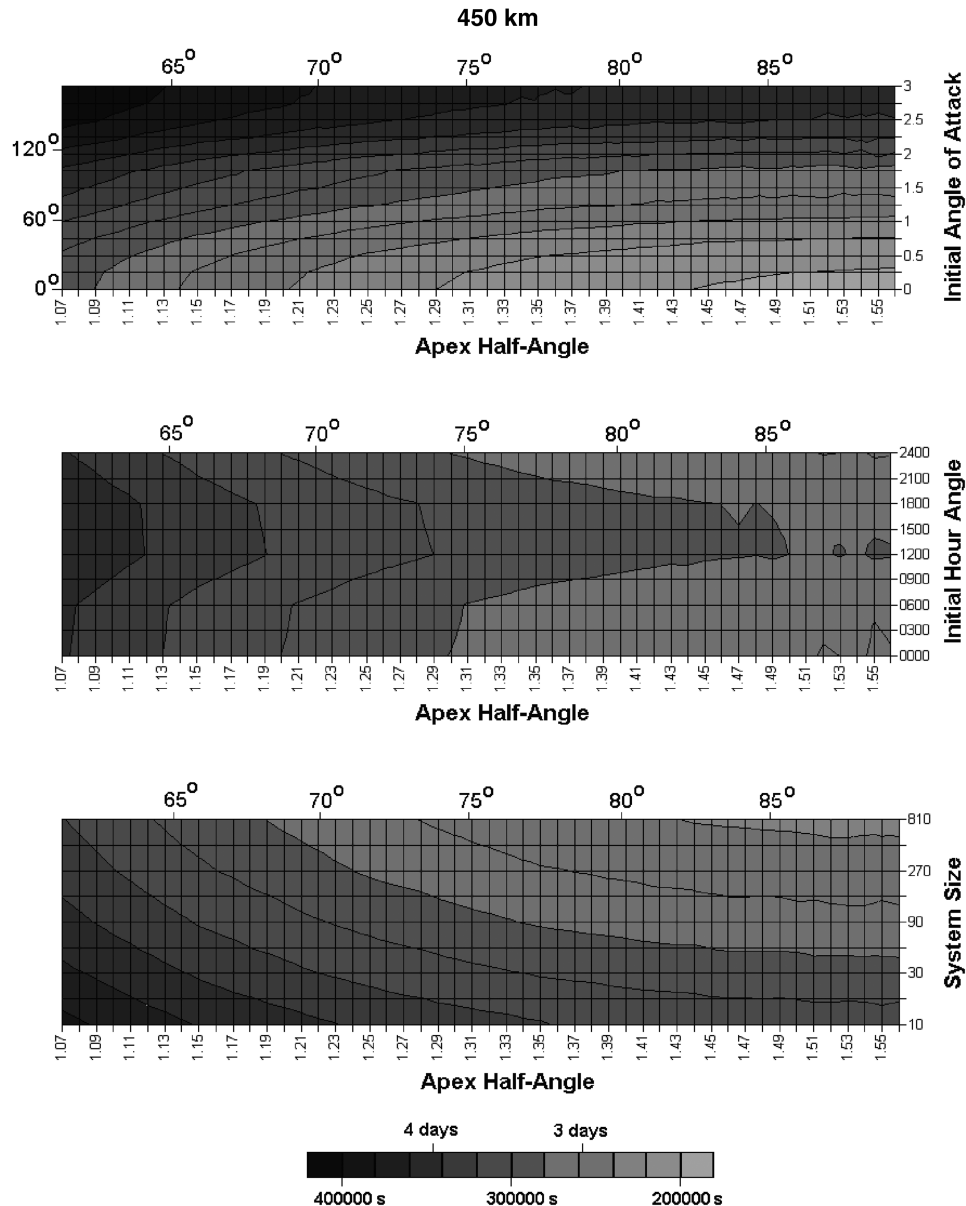 450 km
65° 70° 75° 80° 85°
3
2.5
120° 2
1.5
60° 1
0.5
0° 0
Initial Angle of Attack
1.07 1.09 1.11 1.13 1.15 1.17 1.19 1.21 1.23 1.25 1.27 1.29 1.31 1.33 1.35 1.37 1.39 1.41 1.43 1.45 1.47 1.49 1.51 1.53 1.55
Apex Half-Angle
65° 70° 75° 80° 85°
2400
2100
1800
1500
1200
0900
0600
0300
0000
Initial Hour Angle
1.07 1.09 1.11 1.13 1.15 1.17 1.19 1.21 1.23 1.25 1.27 1.29 1.31 1.33 1.35 1.37 1.39 1.41 1.43 1.45 1.47 1.49 1.51 1.53 1.55
Apex Half-Angle
65° 70° 75° 80° 85°
810
270
90
30
10
System Size
1.07 1.09 1.11 1.13 1.15 1.17 1.19 1.21 1.23 1.25 1.27 1.29 1.31 1.33 1.35 1.37 1.39 1.41 1.43 1.45 1.47 1.49 1.51 1.53 1.55
Apex Half-Angle
4 days 3 days
400000 s 300000 s 200000 s